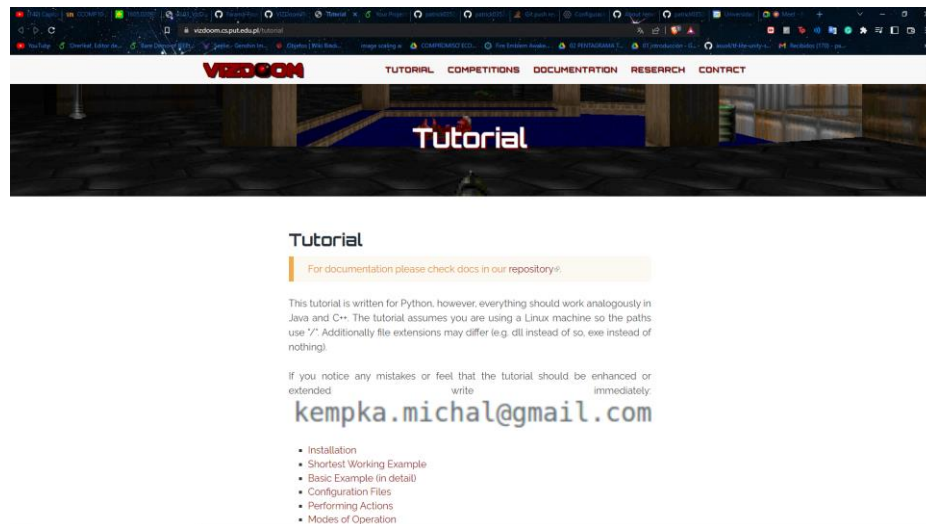 vizdoom.cs.put.edu.pl/tutorial
YouTube
VIZDOOM TUTORIAL COMPETITIONS DOCUMENTATION RESEARCH CONTACT
Tutorial
Tutorial
For documentation please check docs in our repository.
This tutorial is written for Python, however, everything should work analogously in
Java and C++. The tutorial assumes you are using a Linux machine so the paths
use "/". Additionally file extensions may differ (e.g. dll instead of so, exe instead of
nothing).
If you notice any mistakes or feel that the tutorial should be enhanced or
extended write immediately:
kempka.michal@gmail.com
Installation
Shortest Working Example
Basic Example (in detail)
Configuration Files
Performing Actions
Modes of Operation